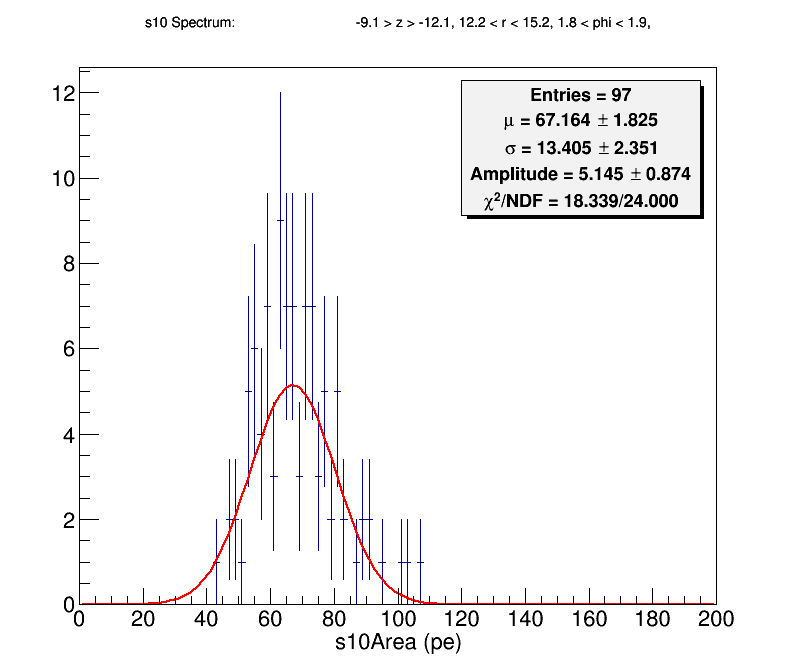 s10 Spectrum: -9.1 > z > -12.1, 12.2 < r < 15.2, 1.8 < phi < 1.9,
Entries = 97
μ = 67.164 ± 1.825
σ = 13.405 ± 2.351
Amplitude = 5.145 ± 0.874
χ²/NDF = 18.339/24.000
12
10
8
6
4
2
0
0 20 40 60 80 100 120 140 160 180 200
s10Area (pe)